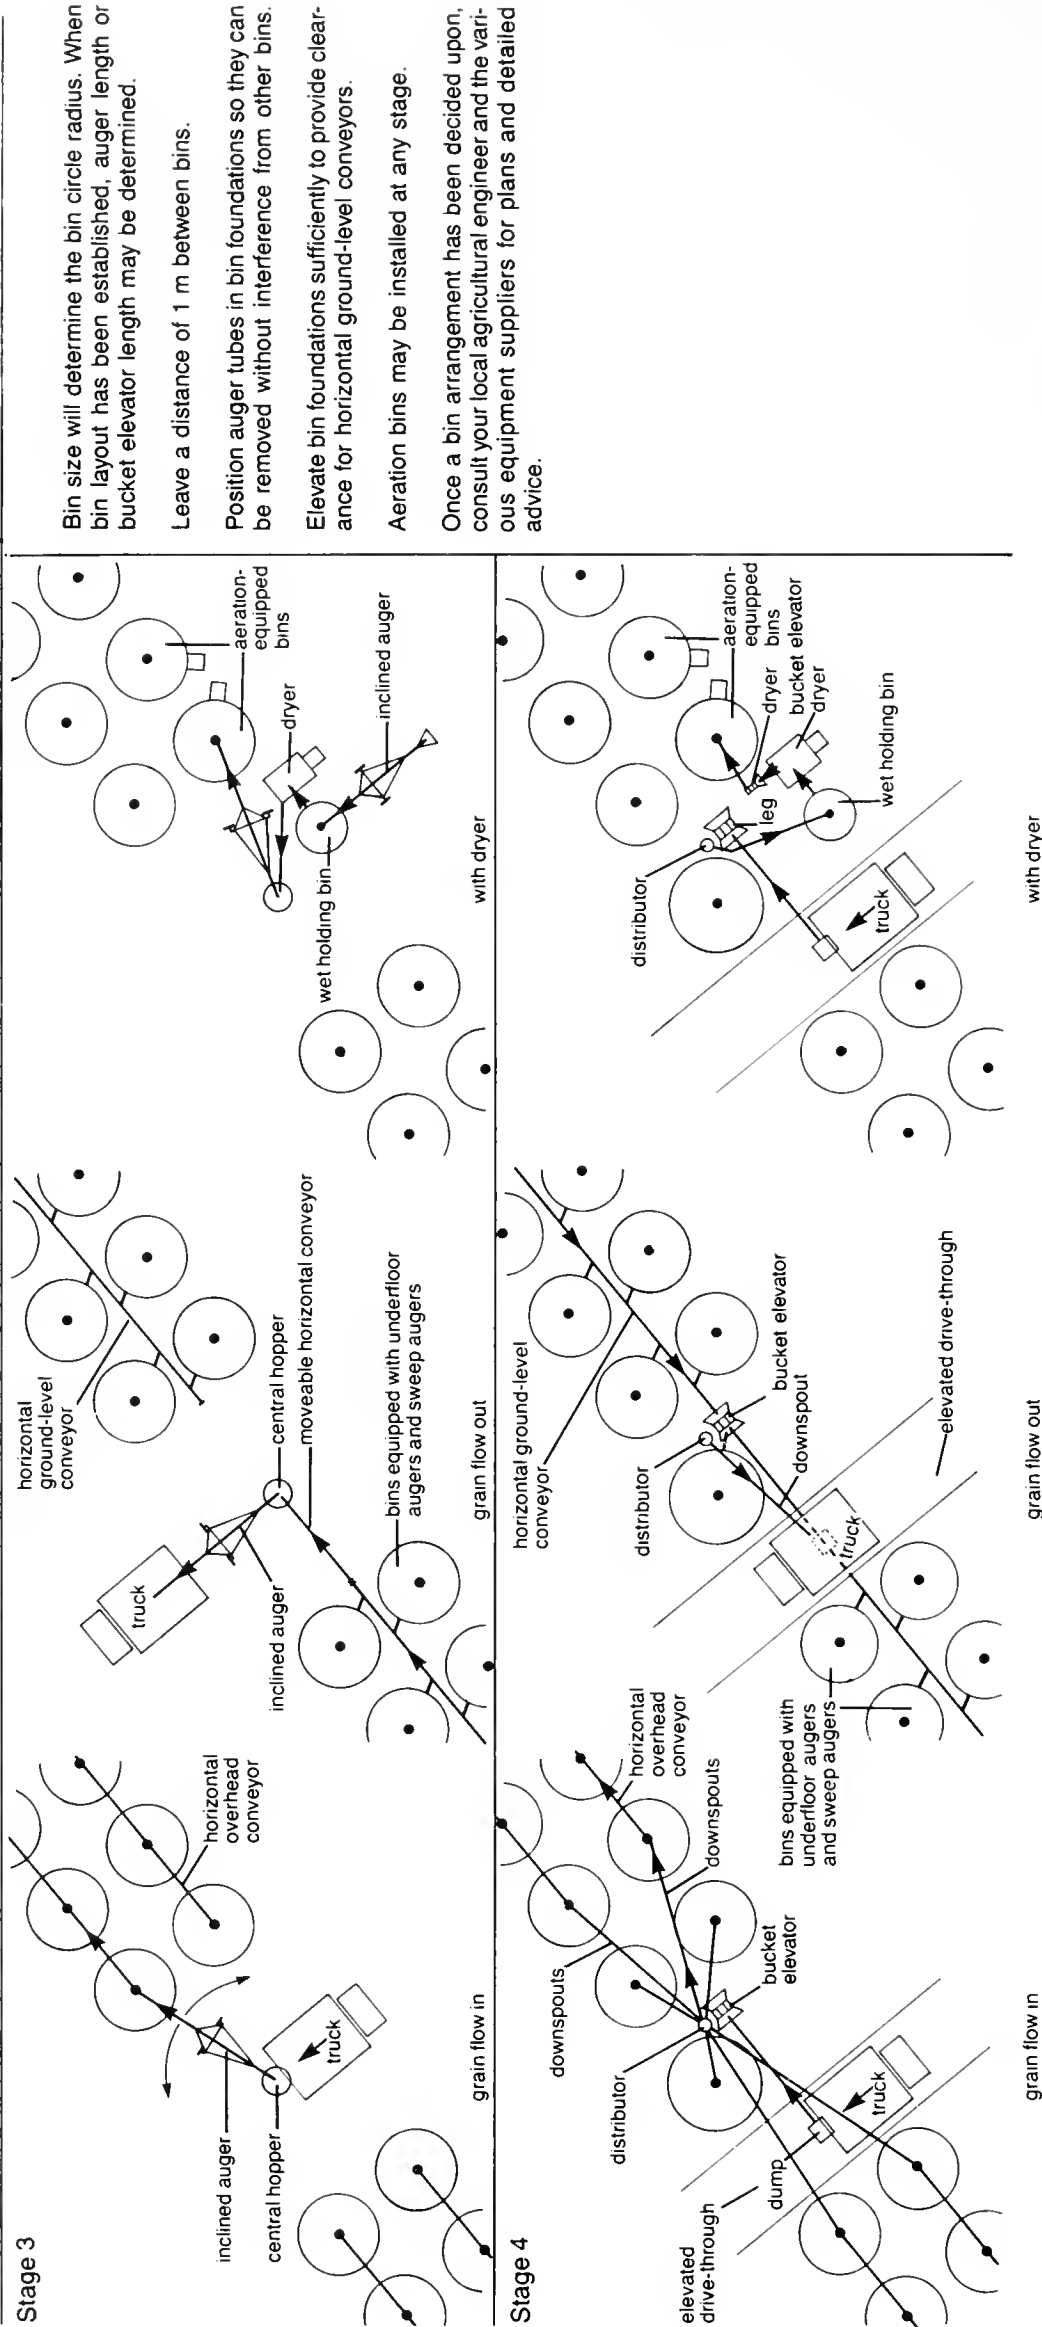 Stage 3
inclined auger
central hopper
truck
horizontal
overhead
conveyor
grain flow in
horizontal
ground-level
conveyor
truck
inclined auger
central hopper
moveable horizontal conveyor
bins equipped with underfloor
augers and sweep augers
grain flow out
aeration-
equipped
bins
dryer
inclined auger
wet holding bin
with dryer
Stage 4
elevated
drive-through
dump
distributor
downspouts
truck
bucket
elevator
downspouts
horizontal
overhead
conveyor
grain flow in
bins equipped with
underfloor augers
and sweep augers
horizontal ground-level
conveyor
distributor
truck
downspout
bucket elevator
elevated drive-through
grain flow out
distributor
leg
truck
aeration-
equipped
bins
dryer
bucket elevator
dryer
wet holding bin
with dryer
Bin size will determine the bin circle radius. When
bin layout has been established, auger length or
bucket elevator length may be determined.
Leave a distance of 1 m between bins.
Position auger tubes in bin foundations so they can
be removed without interference from other bins.
Elevate bin foundations sufficiently to provide clear-
ance for horizontal ground-level conveyors.
Aeration bins may be installed at any stage.
Once a bin arrangement has been decided upon,
consult your local agricultural engineer and the vari-
ous equipment suppliers for plans and detailed
advice.